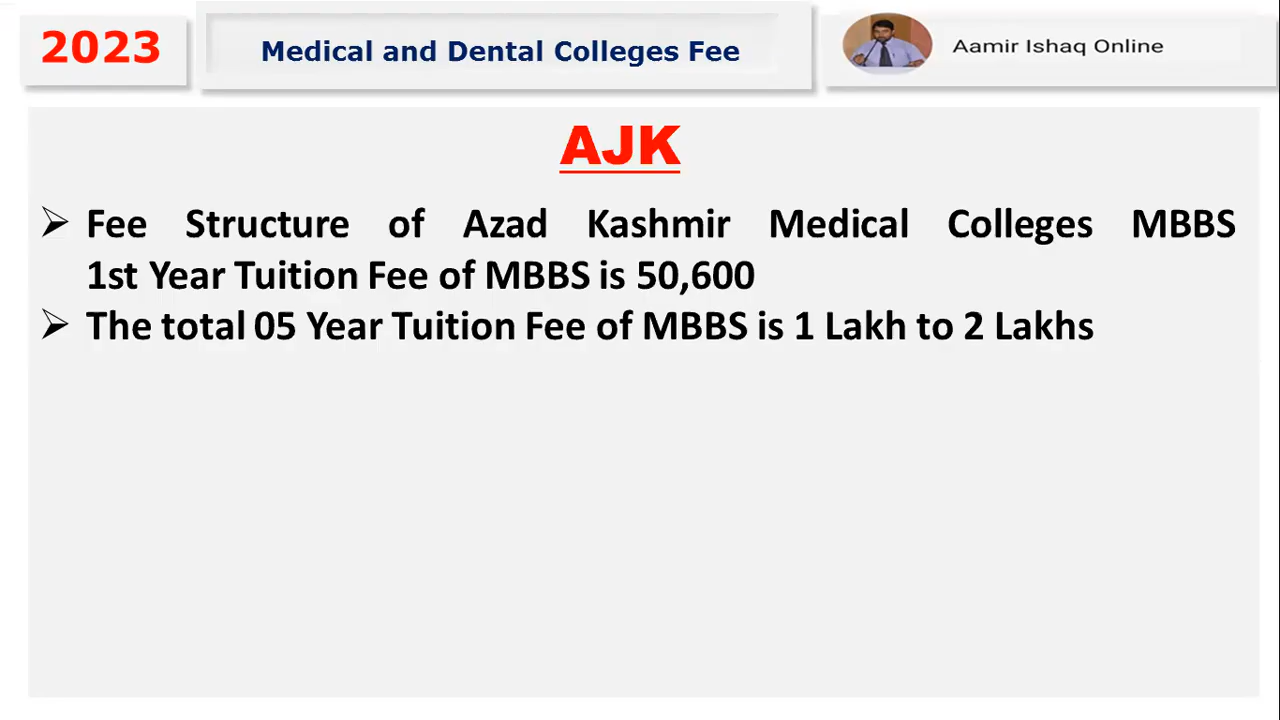 2023
Medical and Dental Colleges Fee
Aamir Ishaq Online
AJK
➢ Fee Structure of Azad Kashmir Medical Colleges MBBS
1st Year Tuition Fee of MBBS is 50,600
➢ The total 05 Year Tuition Fee of MBBS is 1 Lakh to 2 Lakhs